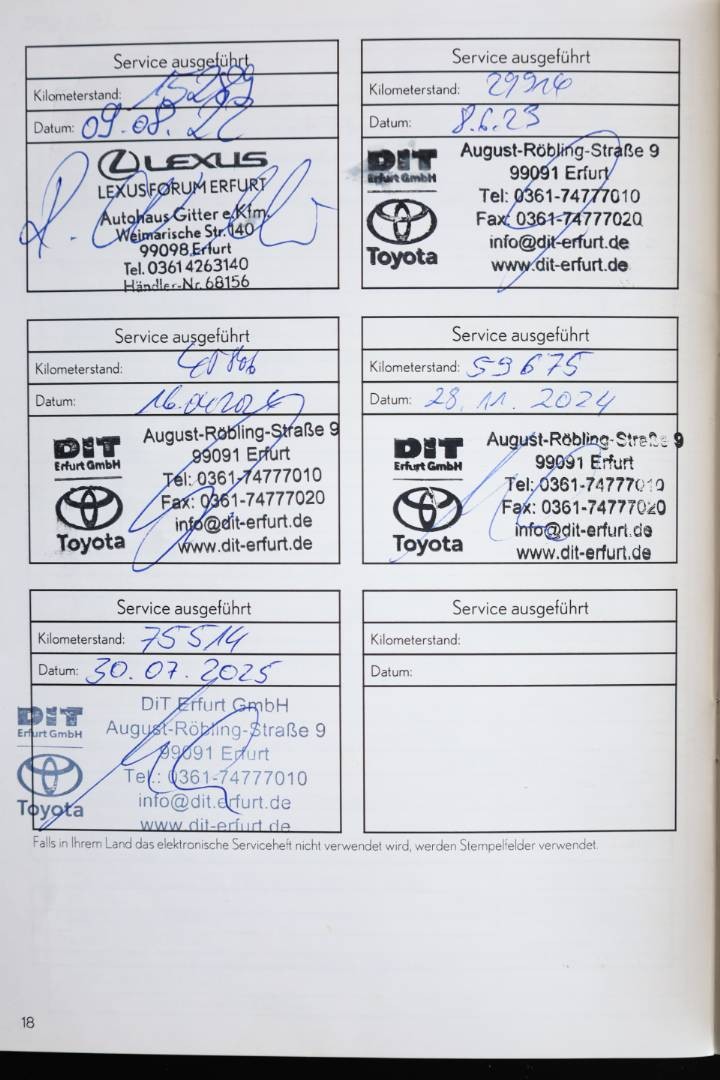 Service ausgeführt
Kilometerstand:
Datum: 09.08.22
LEXUS
LEXUS FORUM ERFURT
Autohaus Gitter e.Kfm.
Weimarische Str. 140
99098 Erfurt
Tel. 0361 4263140
Händler-Nr. 68156
Service ausgeführt
Kilometerstand:
Datum: 8.6.23
DIT
Erfurt GmbH
Toyota
August-Röbling-Straße 9
99091 Erfurt
Tel: 0361-74777010
Fax: 0361-74777020
info@dit-erfurt.de
www.dit-erfurt.de
Service ausgeführt
Kilometerstand:
Datum:
DIT
Erfurt GmbH
Toyota
August-Röbling-Straße 9
99091 Erfurt
Tel: 0361-74777010
Fax: 0361-74777020
info@dit-erfurt.de
www.dit-erfurt.de
Service ausgeführt
Kilometerstand: 59675
Datum: 28.11.2024
DIT
Erfurt GmbH
Toyota
August-Röbling-Straße 9
99091 Erfurt
Tel: 0361-74777010
Fax: 0361-74777020
info@dit-erfurt.de
www.dit-erfurt.de
Service ausgeführt
Kilometerstand: 75514
Datum: 30.07.2025
DIT
Erfurt GmbH
Toyota
DiT Erfurt GmbH
August-Röbling-Straße 9
99091 Erfurt
Tel.: 0361-74777010
info@dit.erfurt.de
www.dit-erfurt.de
Service ausgeführt
Kilometerstand:
Datum:
Falls in Ihrem Land das elektronische Serviceheft nicht verwendet wird, werden Stempelfelder verwendet.
18